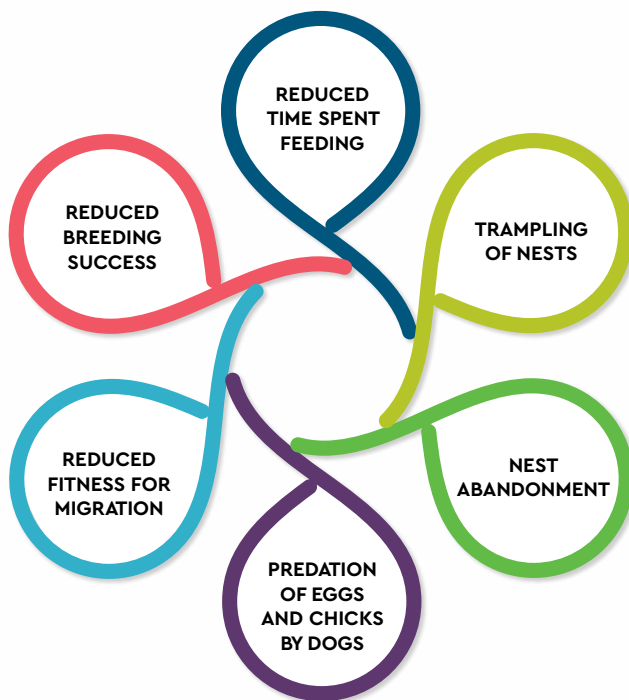 REDUCED
TIME SPENT
FEEDING
TRAMPLING
OF NESTS
NEST
ABANDONMENT
PREDATION
OF EGGS
AND CHICKS
BY DOGS
REDUCED
FITNESS FOR
MIGRATION
REDUCED
BREEDING
SUCCESS